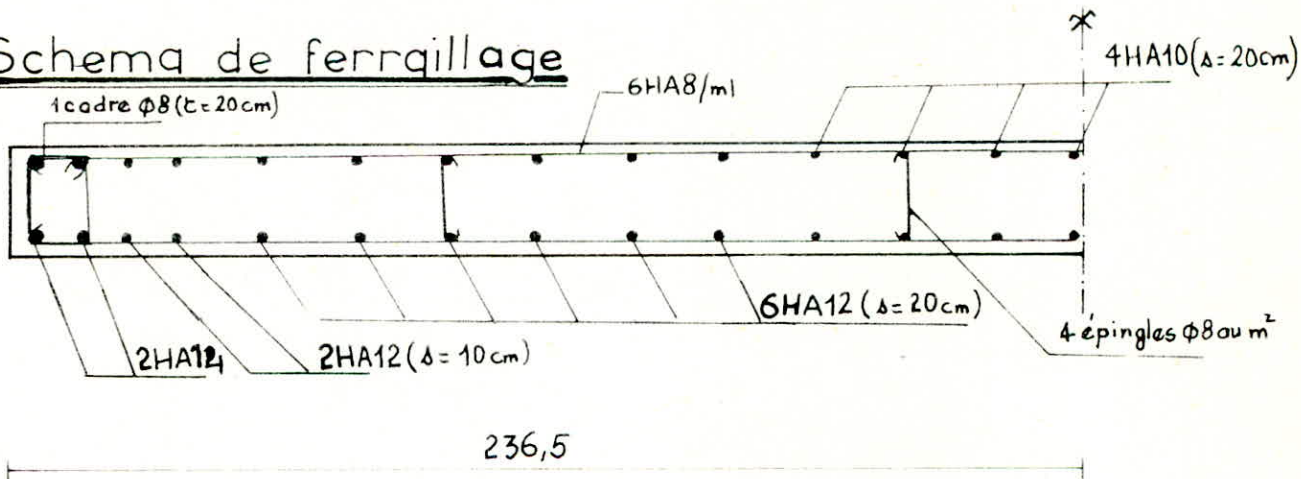 Schema de ferraillage
1cadre Φ8 (t=20cm)
6HA8/ml
4HA10 (s=20cm)
6HA12 (s=20cm)
4 épingles Φ8 au m²
2HA14
2HA12 (s=10cm)
236,5